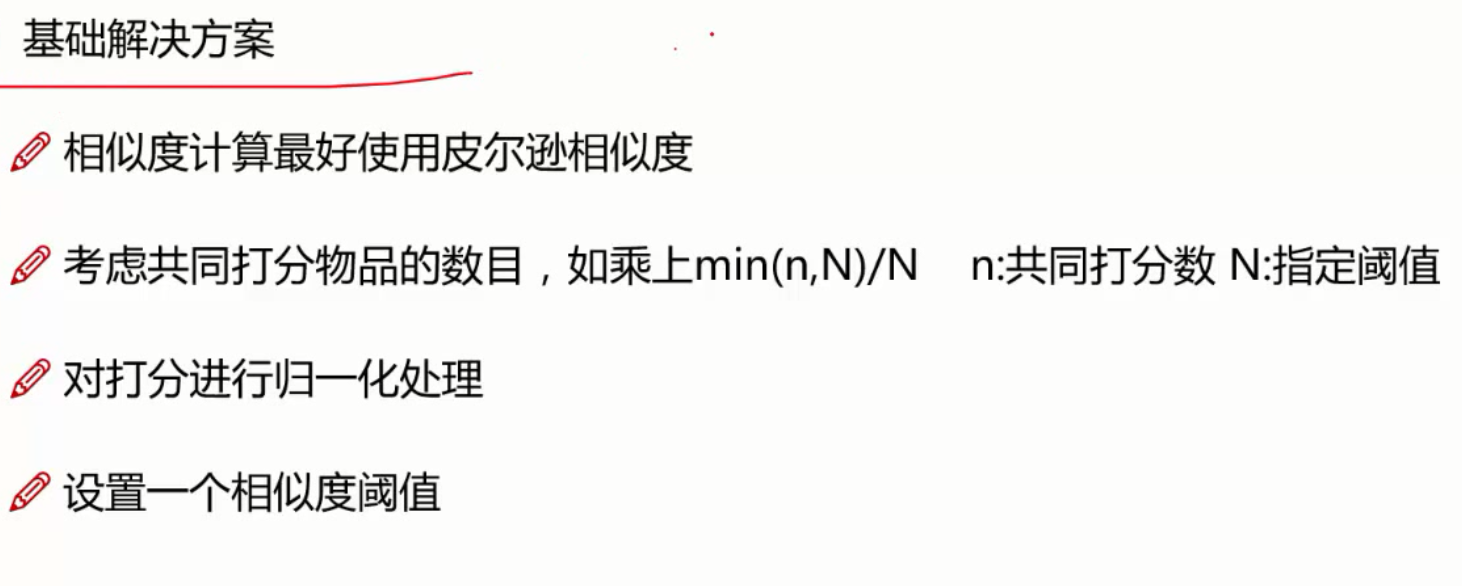 基础解决方案
相似度计算最好使用皮尔逊相似度
考虑共同打分物品的数目，如乘上min(n,N)/N n:共同打分数 N:指定阈值
对打分进行归一化处理
设置一个相似度阈值